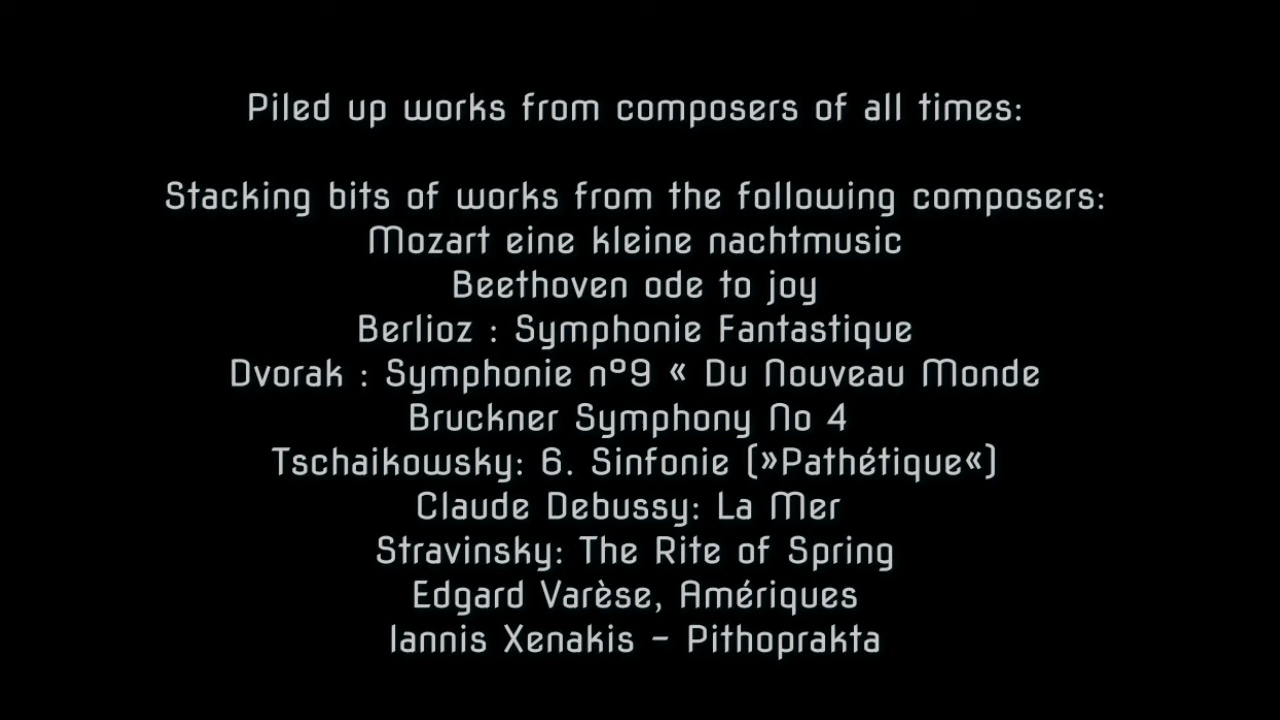 Piled up works from composers of all times:
Stacking bits of works from the following composers:
Mozart eine kleine nachtmusic
Beethoven ode to joy
Berlioz : Symphonie Fantastique
Dvorak : Symphonie nº9 « Du Nouveau Monde
Bruckner Symphony No 4
Tschaikowsky: 6. Sinfonie (»Pathétique«)
Claude Debussy: La Mer
Stravinsky: The Rite of Spring
Edgard Varèse, Amériques
Iannis Xenakis - Pithoprakta